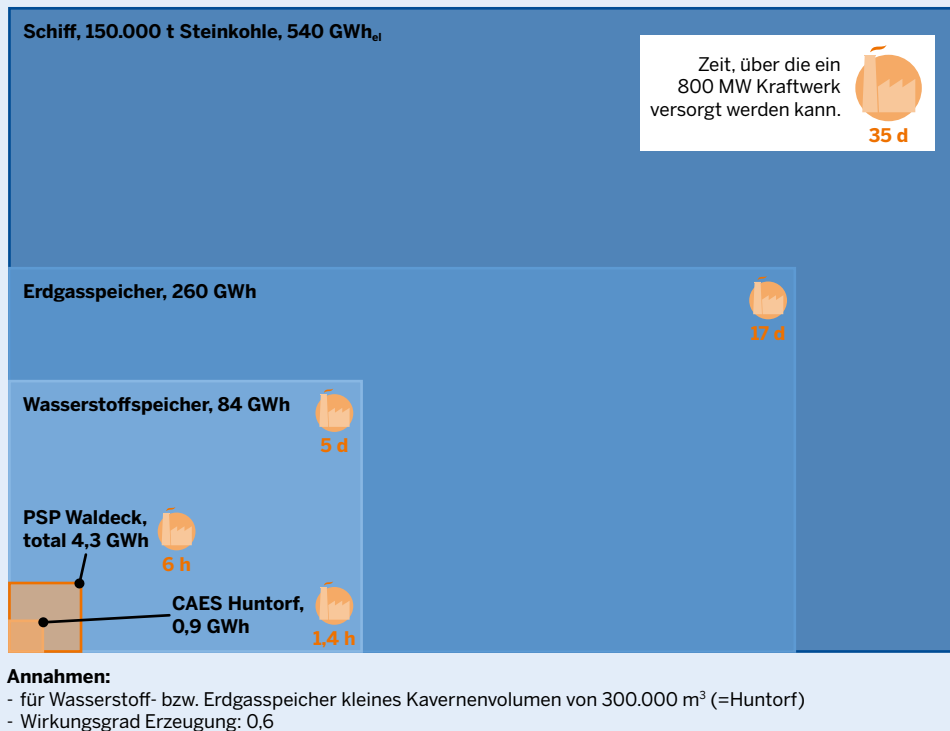 Schiff, 150.000 t Steinkohle, 540 GWhₑₗ
Zeit, über die ein
800 MW Kraftwerk
versorgt werden kann.
35 d
Erdgasspeicher, 260 GWh
17 d
Wasserstoffspeicher, 84 GWh
5 d
PSP Waldeck,
total 4,3 GWh
6 h
CAES Huntorf,
0,9 GWh
1,4 h
Annahmen:
- für Wasserstoff- bzw. Erdgasspeicher kleines Kavernenvolumen von 300.000 m³ (=Huntorf)
- Wirkungsgrad Erzeugung: 0,6